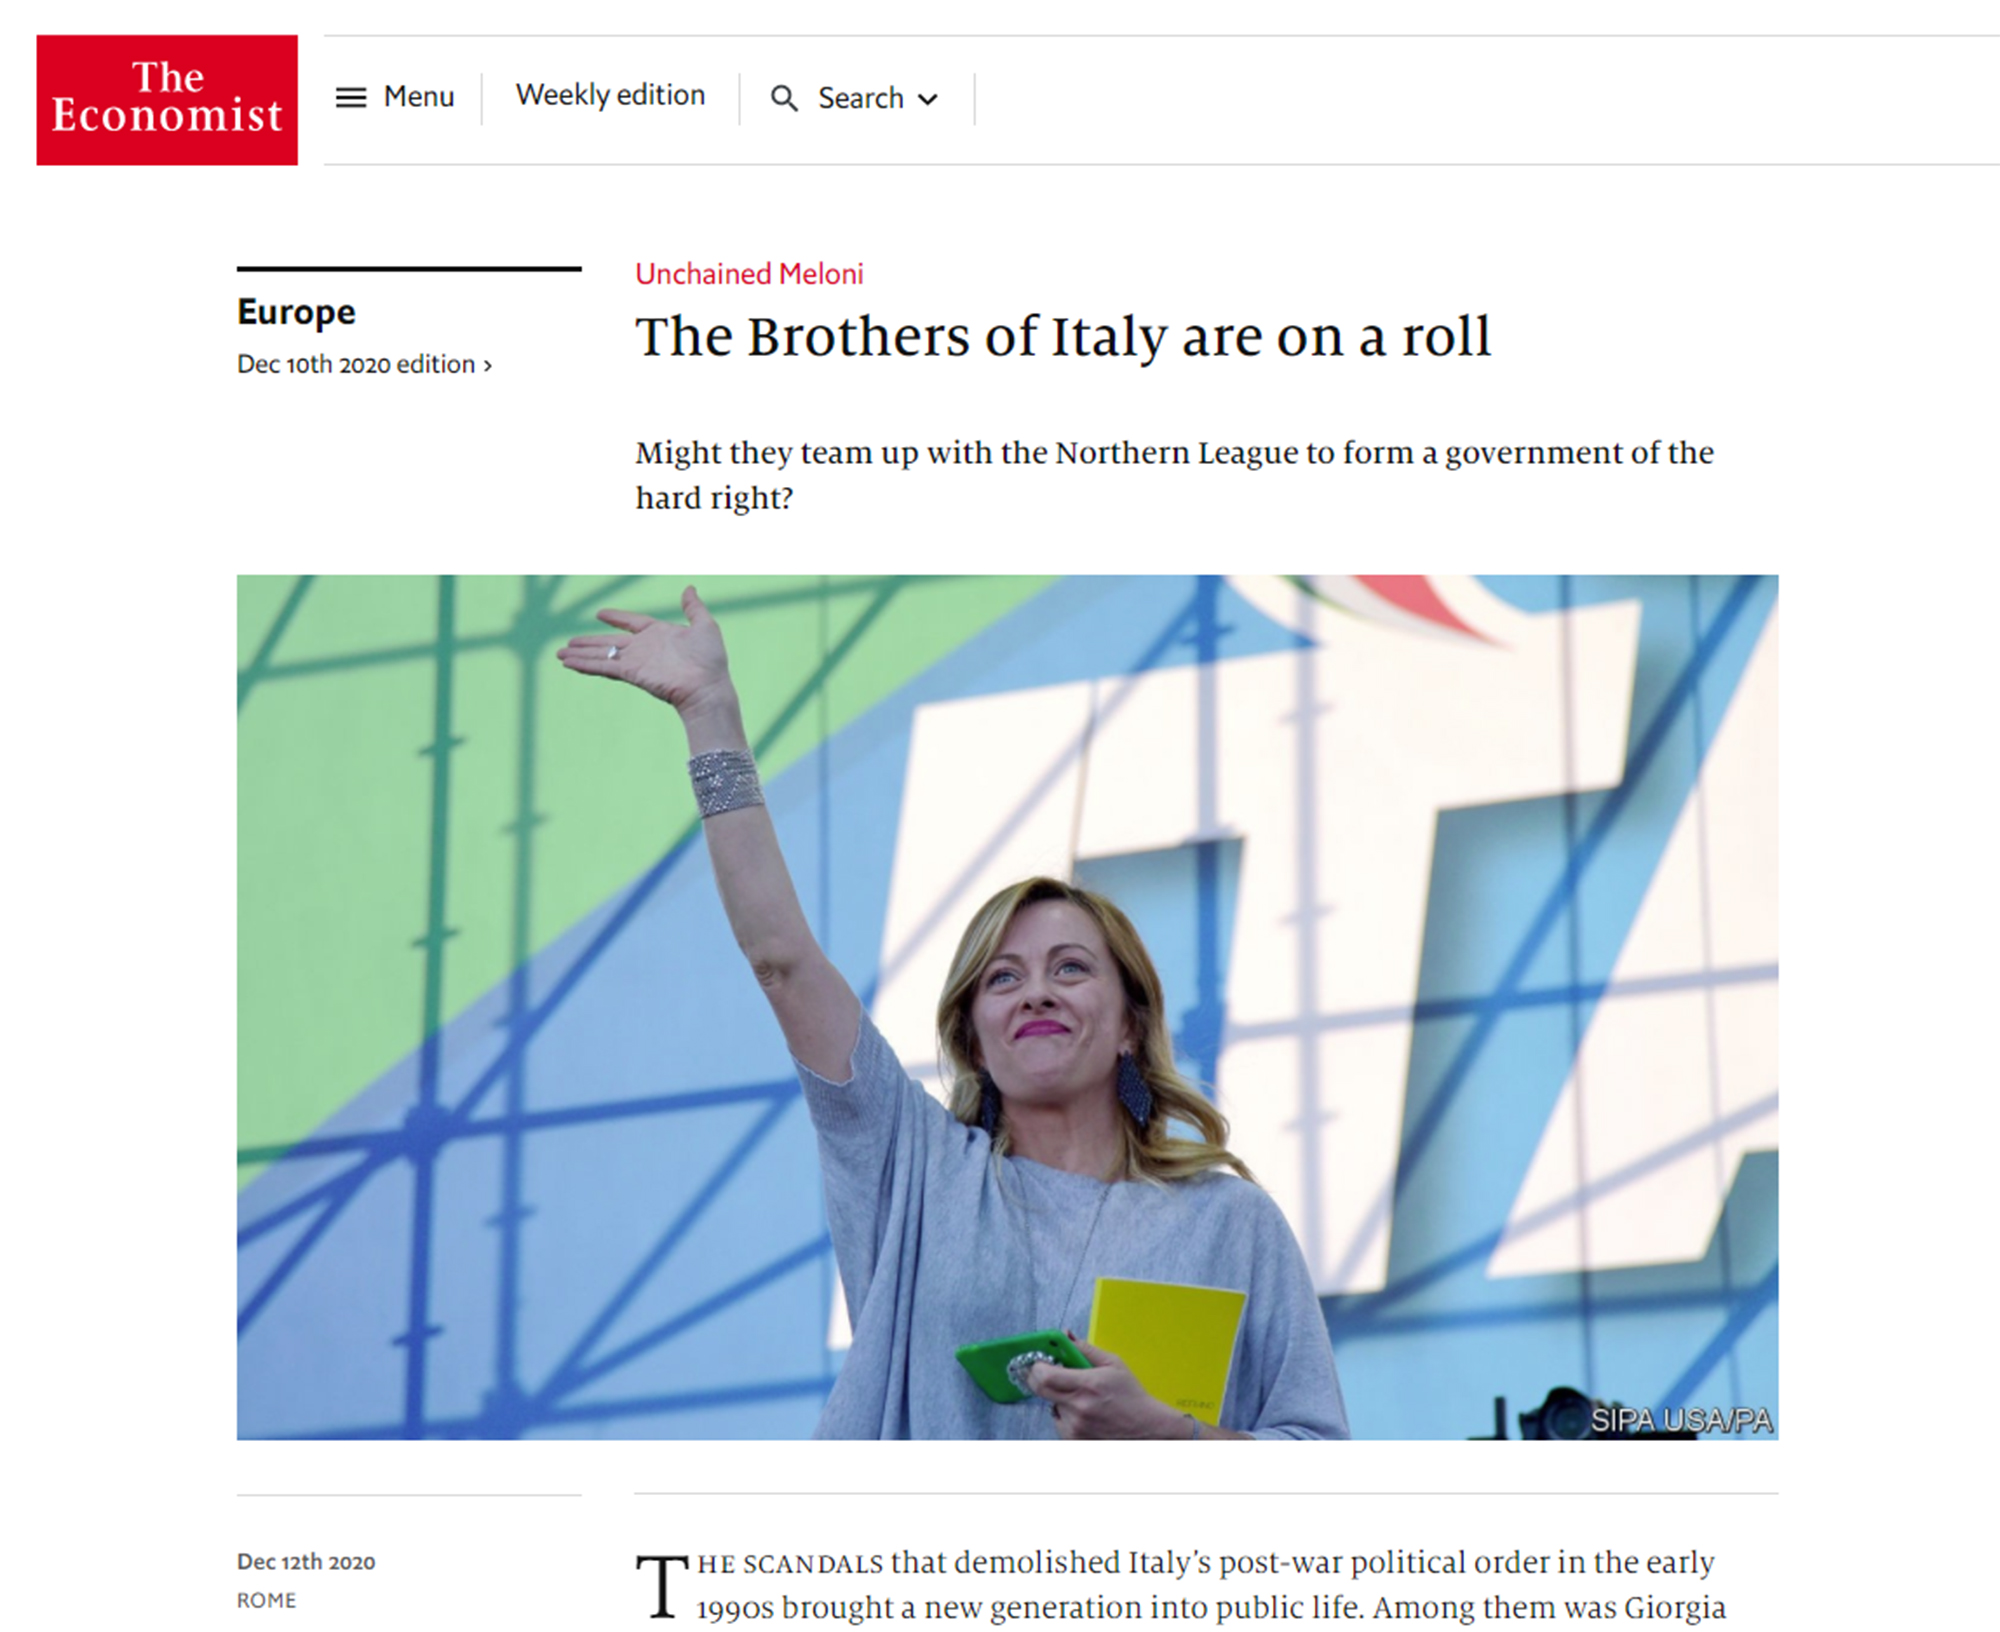 The
Economist
Menu
Weekly edition
Search
Europe
Dec 10th 2020 edition ›
Unchained Meloni
The Brothers of Italy are on a roll
Might they team up with the Northern League to form a government of the
hard right?
SIPA USA/PA
Dec 12th 2020
ROME
THE SCANDALS that demolished Italy’s post-war political order in the early
1990s brought a new generation into public life. Among them was Giorgia